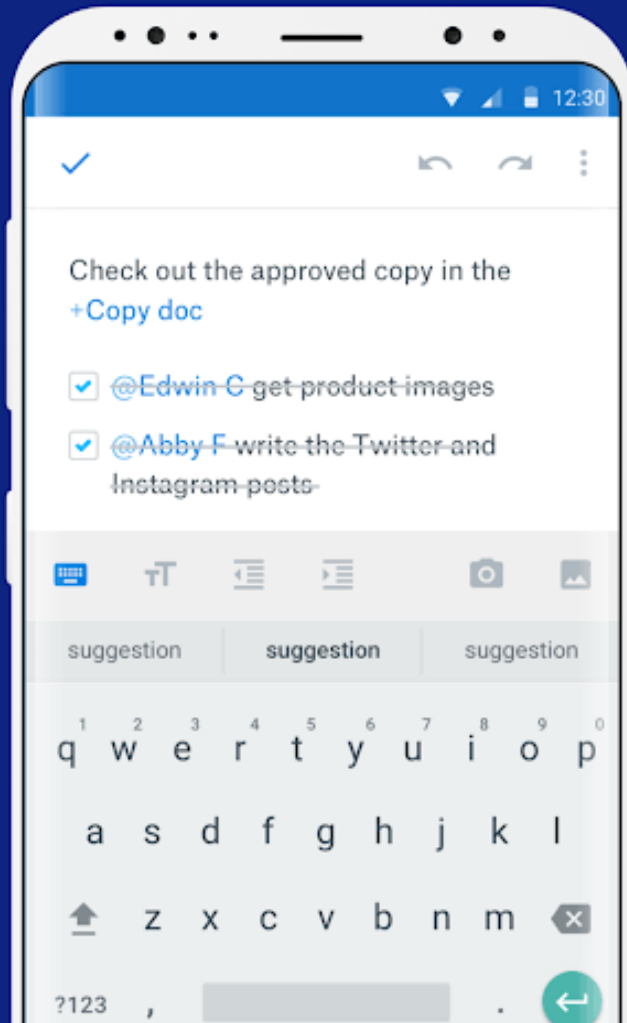 12:30
Check out the approved copy in the
+Copy doc
@Edwin C get product images
@Abby F write the Twitter and
Instagram posts
suggestion suggestion suggestion
1 2 3 4 5 6 7 8 9 0
q w e r t y u i o p
a s d f g h j k l
z x c v b n m
?123 , .